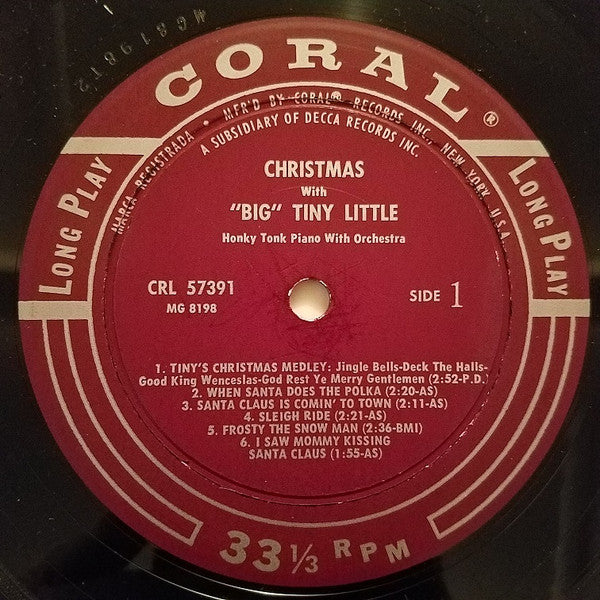 MG8198T2
CORAL®
MARCA REGISTRADA • MFR'D BY CORAL® RECORDS INC., NEW YORK, U.S.A.
A SUBSIDIARY OF DECCA RECORDS INC.
LONG PLAY
LONG PLAY
CHRISTMAS
With
"BIG" TINY LITTLE
Honky Tonk Piano With Orchestra
CRL 57391
MG 8198
SIDE 1
1. TINY'S CHRISTMAS MEDLEY: Jingle Bells-Deck The Halls-
Good King Wenceslas-God Rest Ye Merry Gentlemen (2:52-P.D.)
2. WHEN SANTA DOES THE POLKA (2:20-AS)
3. SANTA CLAUS IS COMIN' TO TOWN (2:11-AS)
4. SLEIGH RIDE (2:21-AS)
5. FROSTY THE SNOW MAN (2:36-BMI)
6. I SAW MOMMY KISSING
SANTA CLAUS (1:55-AS)
33 1/3 RPM